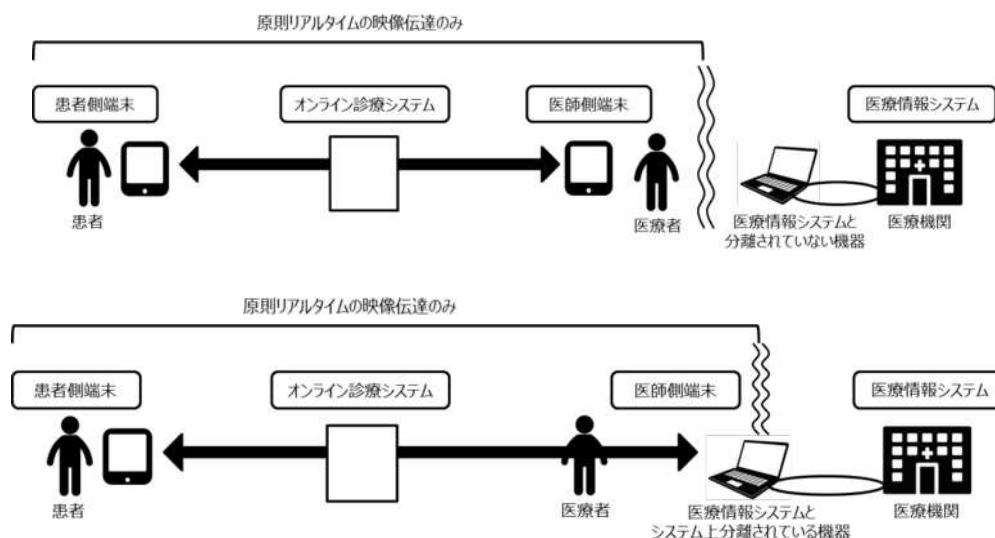 原則リアルタイムの映像伝達のみ
患者側端末
オンライン診療システム
医師側端末
医療情報システム
患者
医療者
医療情報システムと
分離されていない機器
医療機関
原則リアルタイムの映像伝達のみ
患者側端末
オンライン診療システム
医師側端末
医療情報システム
患者
医療者
医療情報システムと
システム上分離されている機器
医療機関